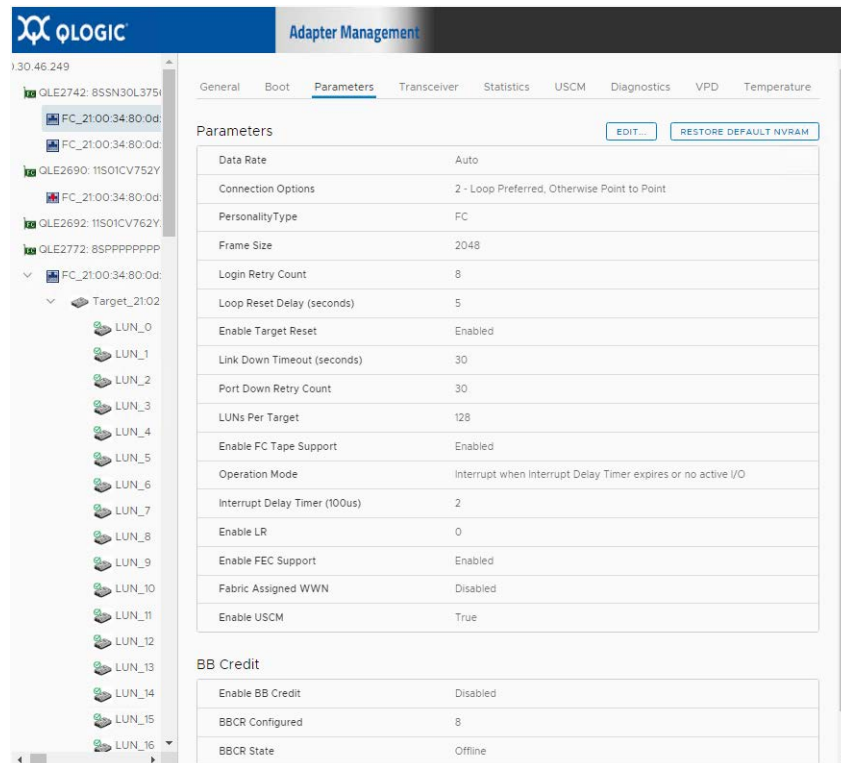 QLOGIC
Adapter Management
0.30.46.249
QLE2742: 8SSN30L375
FC_21:00:34:80:0d:
FC_21:00:34:80:0d:
QLE2690: 11S01CV752Y
FC_21:00:34:80:0d:
QLE2692: 11S01CV762Y
QLE2772: 8SPPPPPPPP
FC_21:00:34:80:0d:
Target_21:02
LUN_0
LUN_1
LUN_2
LUN_3
LUN_4
LUN_5
LUN_6
LUN_7
LUN_8
LUN_9
LUN_10
LUN_11
LUN_12
LUN_13
LUN_14
LUN_15
LUN_16
General Boot Parameters Transceiver Statistics USCM Diagnostics VPD Temperature
Parameters EDIT... RESTORE DEFAULT NVRAM
Data Rate Auto
Connection Options 2 - Loop Preferred, Otherwise Point to Point
PersonalityType FC
Frame Size 2048
Login Retry Count 8
Loop Reset Delay (seconds) 5
Enable Target Reset Enabled
Link Down Timeout (seconds) 30
Port Down Retry Count 30
LUNs Per Target 128
Enable FC Tape Support Enabled
Operation Mode Interrupt when Interrupt Delay Timer expires or no active I/O
Interrupt Delay Timer (100us) 2
Enable LR 0
Enable FEC Support Enabled
Fabric Assigned WWN Disabled
Enable USCM True
BB Credit
Enable BB Credit Disabled
BBCR Configured 8
BBCR State Offline